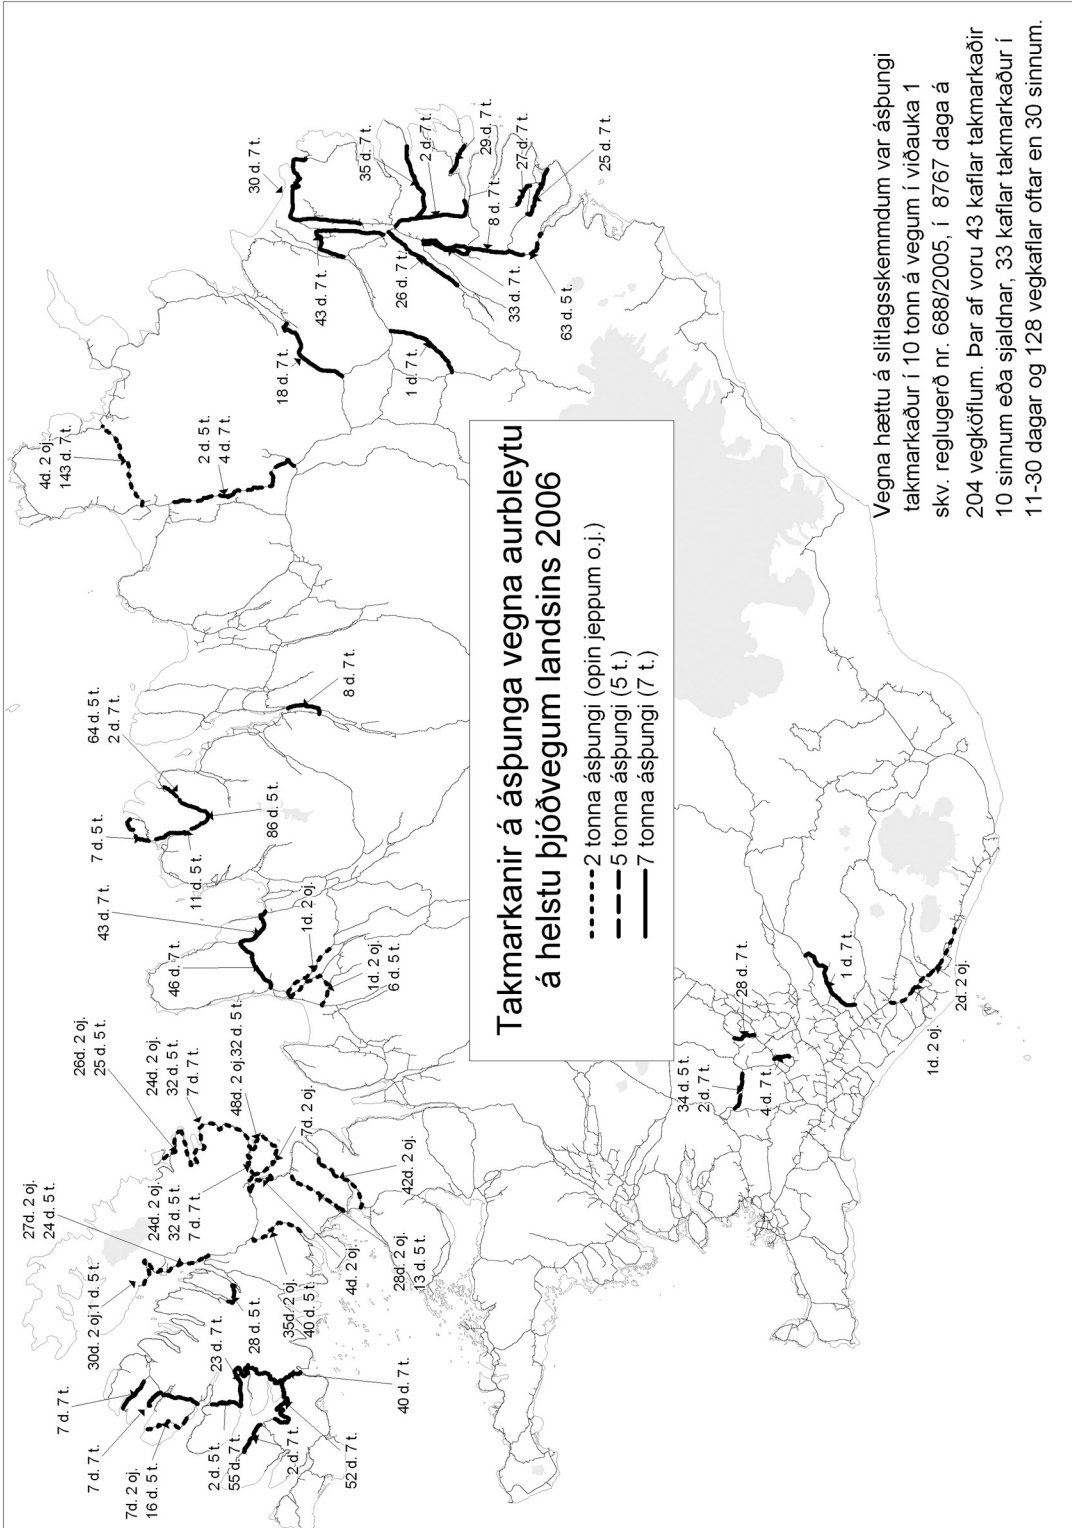 Takmarkanir á ásþunga vegna aurbleytu
á helstu þjóðvegum landsins 2006
2 tonna ásþungi (opin jeppum o.j.)
5 tonna ásþungi (5 t.)
7 tonna ásþungi (7 t.)
27d. 2 oj.
24 d. 5 t.
4d. 2 oj.
143 d. 7 t.
7 d. 7 t.
26d. 2 oj.
25 d. 5 t.
30d. 2 oj.1 d. 5 t.
7 d. 7 t.
64 d. 5 t.
2 d. 7 t.
7 d. 5 t.
43 d. 7 t.
7d. 2 oj.
16 d. 5 t.
24d. 2 oj.
32 d. 5 t.
7 d. 7 t.
24d. 2 oj.
32 d. 5 t.
7 d. 7 t.
46 d. 7 t.
11 d. 5 t.
2 d. 5 t.
4 d. 7 t.
2 d. 5 t.
55 d. 7 t.
23 d. 7 t.
48d. 2 oj.32 d. 5 t.
30 d. 7 t.
28 d. 5 t.
86 d. 5 t.
18 d. 7 t.
2 d. 7 t.
35d. 2 oj.
40 d. 5 t.
7d. 2 oj.
1d. 2 oj.
43 d. 7 t.
52 d. 7 t.
4d. 2 oj.
8 d. 7 t.
35 d. 7 t.
1d. 2 oj.
6 d. 5 t.
40 d. 7 t.
28d. 2 oj.
13 d. 5 t.
42d. 2 oj.
26 d. 7 t.
1 d. 7 t.
2 d. 7 t.
29 d. 7 t.
8 d. 7 t.
33 d. 7 t.
27 d. 7 t.
63 d. 5 t.
25 d. 7 t.
34 d. 5 t.
2 d. 7 t.
28 d. 7 t.
4 d. 7 t.
1 d. 7 t.
1d. 2 oj.
2d. 2 oj.
Vegna hættu á slitlagsskemmdum var ásþungi
takmarkaður í 10 tonn á vegum í viðauka 1
skv. reglugerð nr. 688/2005, í 8767 daga á
204 vegköflum. Þar af voru 43 kaflar takmarkaðir
10 sinnum eða sjaldnar, 33 kaflar takmarkaður í
11-30 dagar og 128 vegkaflar oftar en 30 sinnum.